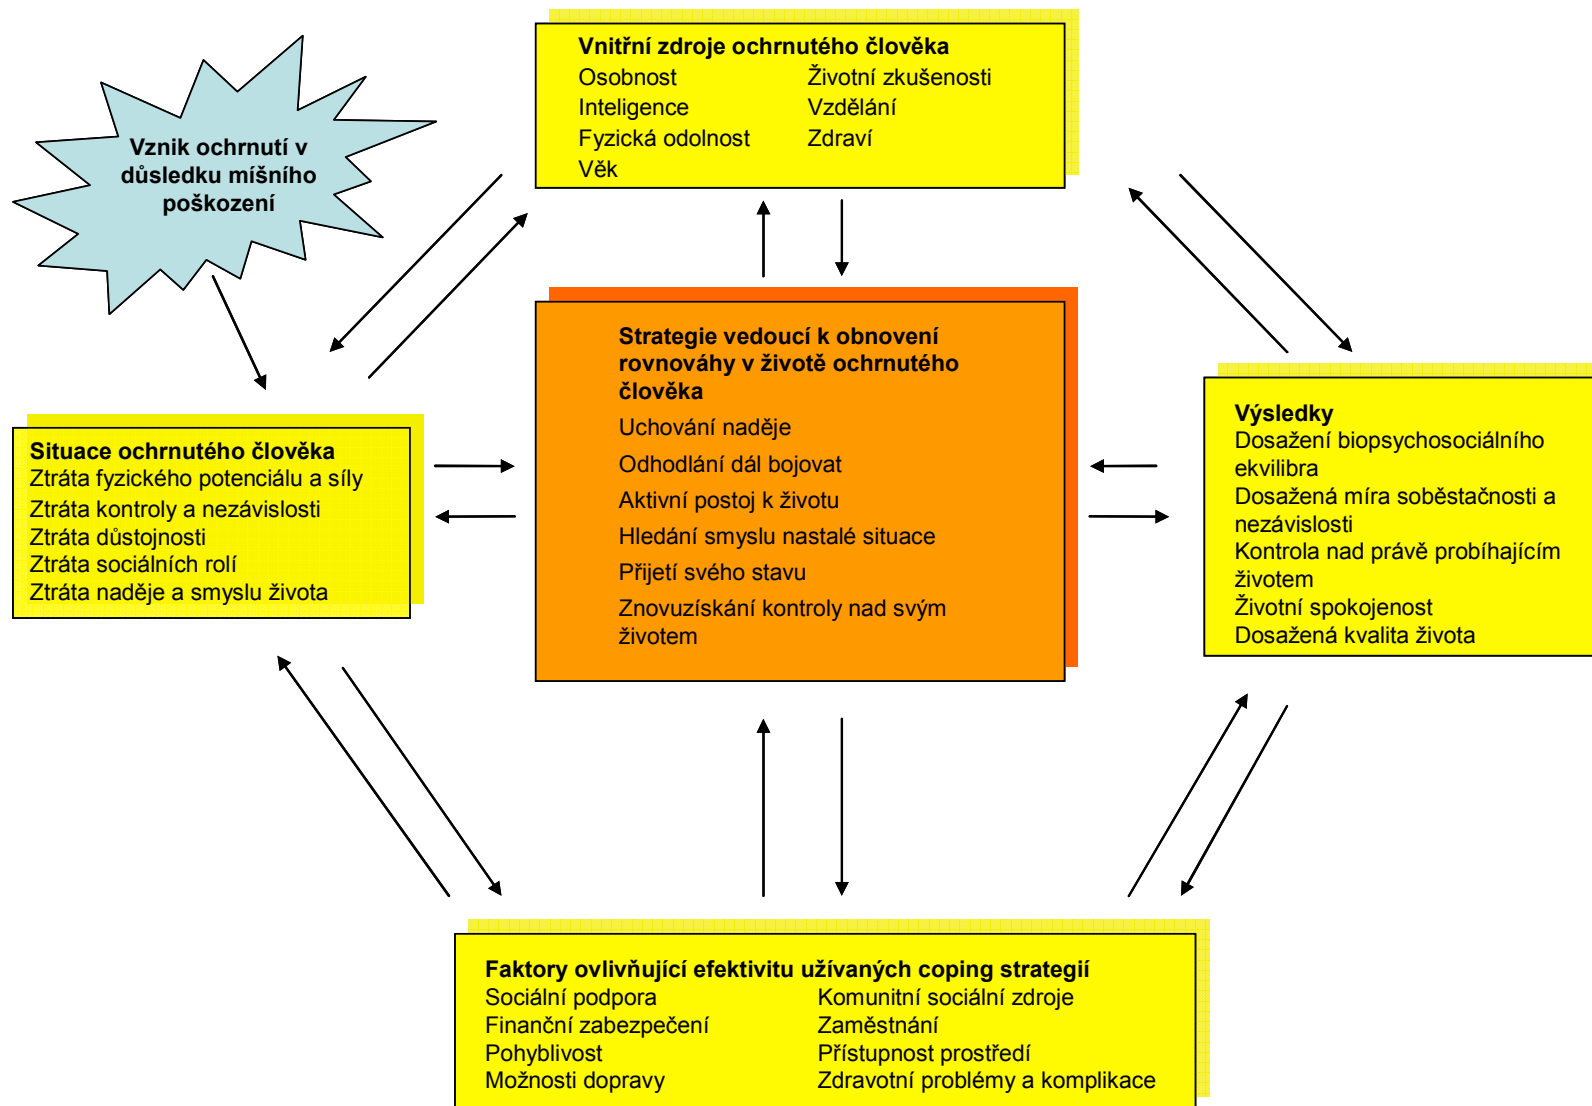 Vnitřní zdroje ochrnutého člověka
Osobnost Životní zkušenosti
Inteligence Vzdělání
Fyzická odolnost Zdraví
Věk
Vznik ochrnutí v
důsledku míšního
poškození
Strategie vedoucí k obnovení
rovnováhy v životě ochrnutého
člověka
Uchování naděje
Odhodlání dál bojovat
Aktivní postoj k životu
Hledání smyslu nastalé situace
Přijetí svého stavu
Znovuzískání kontroly nad svým
životem
Situace ochrnutého člověka
Ztráta fyzického potenciálu a síly
Ztráta kontroly a nezávislosti
Ztráta důstojnosti
Ztráta sociálních rolí
Ztráta naděje a smyslu života
Výsledky
Dosažení biopsychosociálního
ekvilibra
Dosažená míra soběstačnosti a
nezávislosti
Kontrola nad právě probíhajícím
životem
Životní spokojenost
Dosažená kvalita života
Faktory ovlivňující efektivitu užívaných coping strategií
Sociální podpora Komunitní sociální zdroje
Finanční zabezpečení Zaměstnání
Pohyblivost Přístupnost prostředí
Možnosti dopravy Zdravotní problémy a komplikace